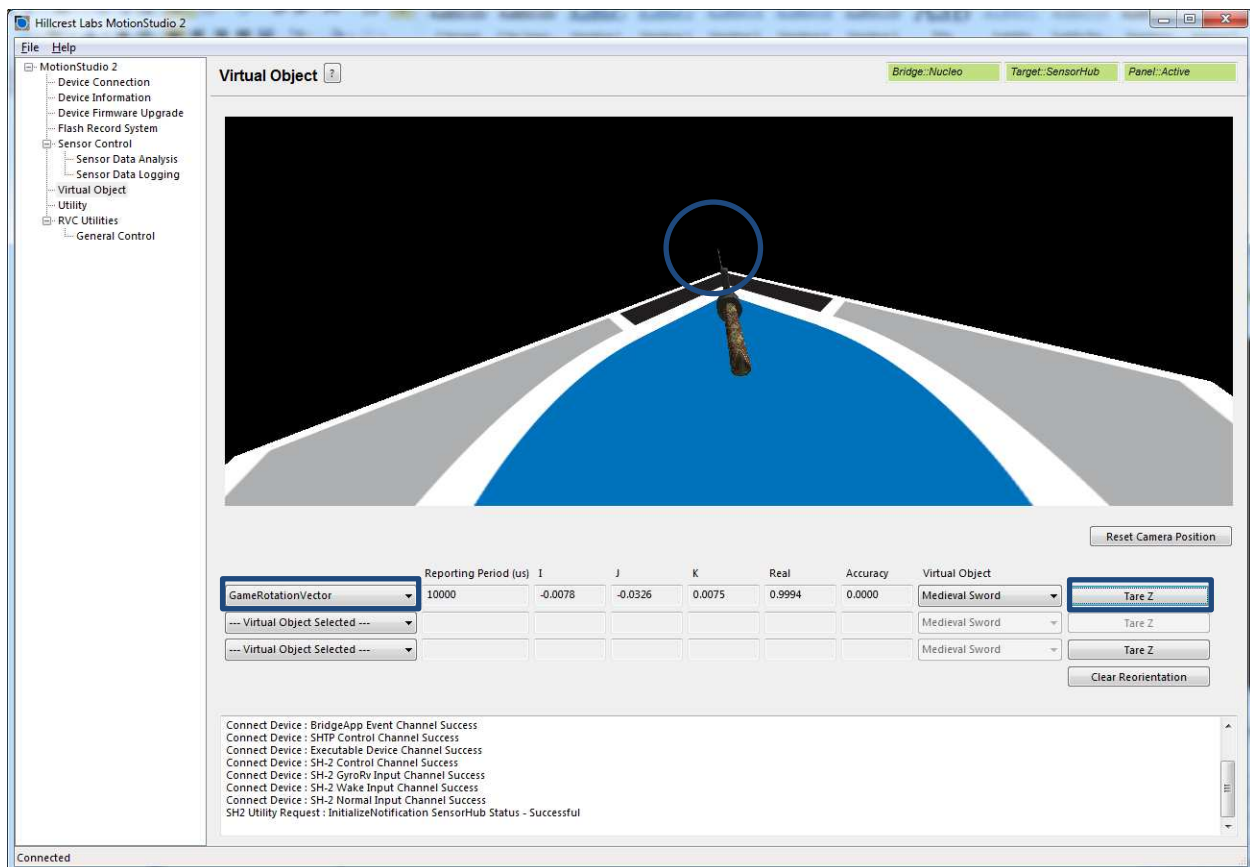 Hillcrest Labs MotionStudio 2
File Help
MotionStudio 2
Device Connection
Device Information
Device Firmware Upgrade
Flash Record System
Sensor Control
Sensor Data Analysis
Sensor Data Logging
Virtual Object
Utility
RVC Utilities
General Control
Virtual Object ?
Bridge::Nucleo Target::SensorHub Panel::Active
Reset Camera Position
Reporting Period (us) I J K Real Accuracy Virtual Object
GameRotationVector 10000 -0.0078 -0.0326 0.0075 0.9994 0.0000 Medieval Sword Tare Z
--- Virtual Object Selected --- Medieval Sword Tare Z
--- Virtual Object Selected --- Medieval Sword Tare Z
Clear Reorientation
Connect Device : BridgeApp Event Channel Success
Connect Device : SHTP Control Channel Success
Connect Device : Executable Device Channel Success
Connect Device : SH-2 Control Channel Success
Connect Device : SH-2 GyroRv Input Channel Success
Connect Device : SH-2 Wake Input Channel Success
Connect Device : SH-2 Normal Input Channel Success
SH2 Utility Request : InitializeNotification SensorHub Status - Successful
Connected